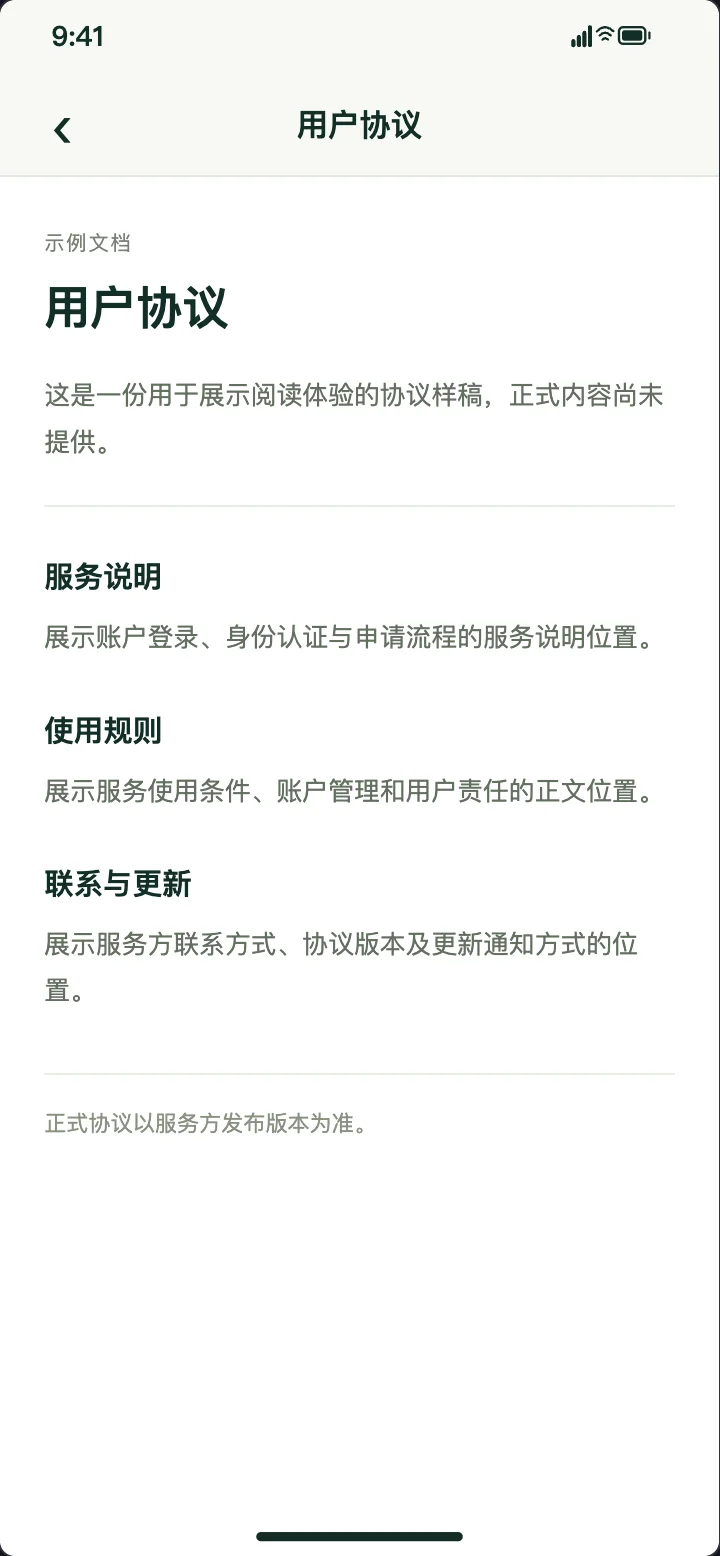 9:41
用户协议
示例文档
用户协议
这是一份用于展示阅读体验的协议样稿，正式内容尚未
提供。
服务说明
展示账户登录、身份认证与申请流程的服务说明位置。
使用规则
展示服务使用条件、账户管理和用户责任的正文位置。
联系与更新
展示服务方联系方式、协议版本及更新通知方式的位
置。
正式协议以服务方发布版本为准。